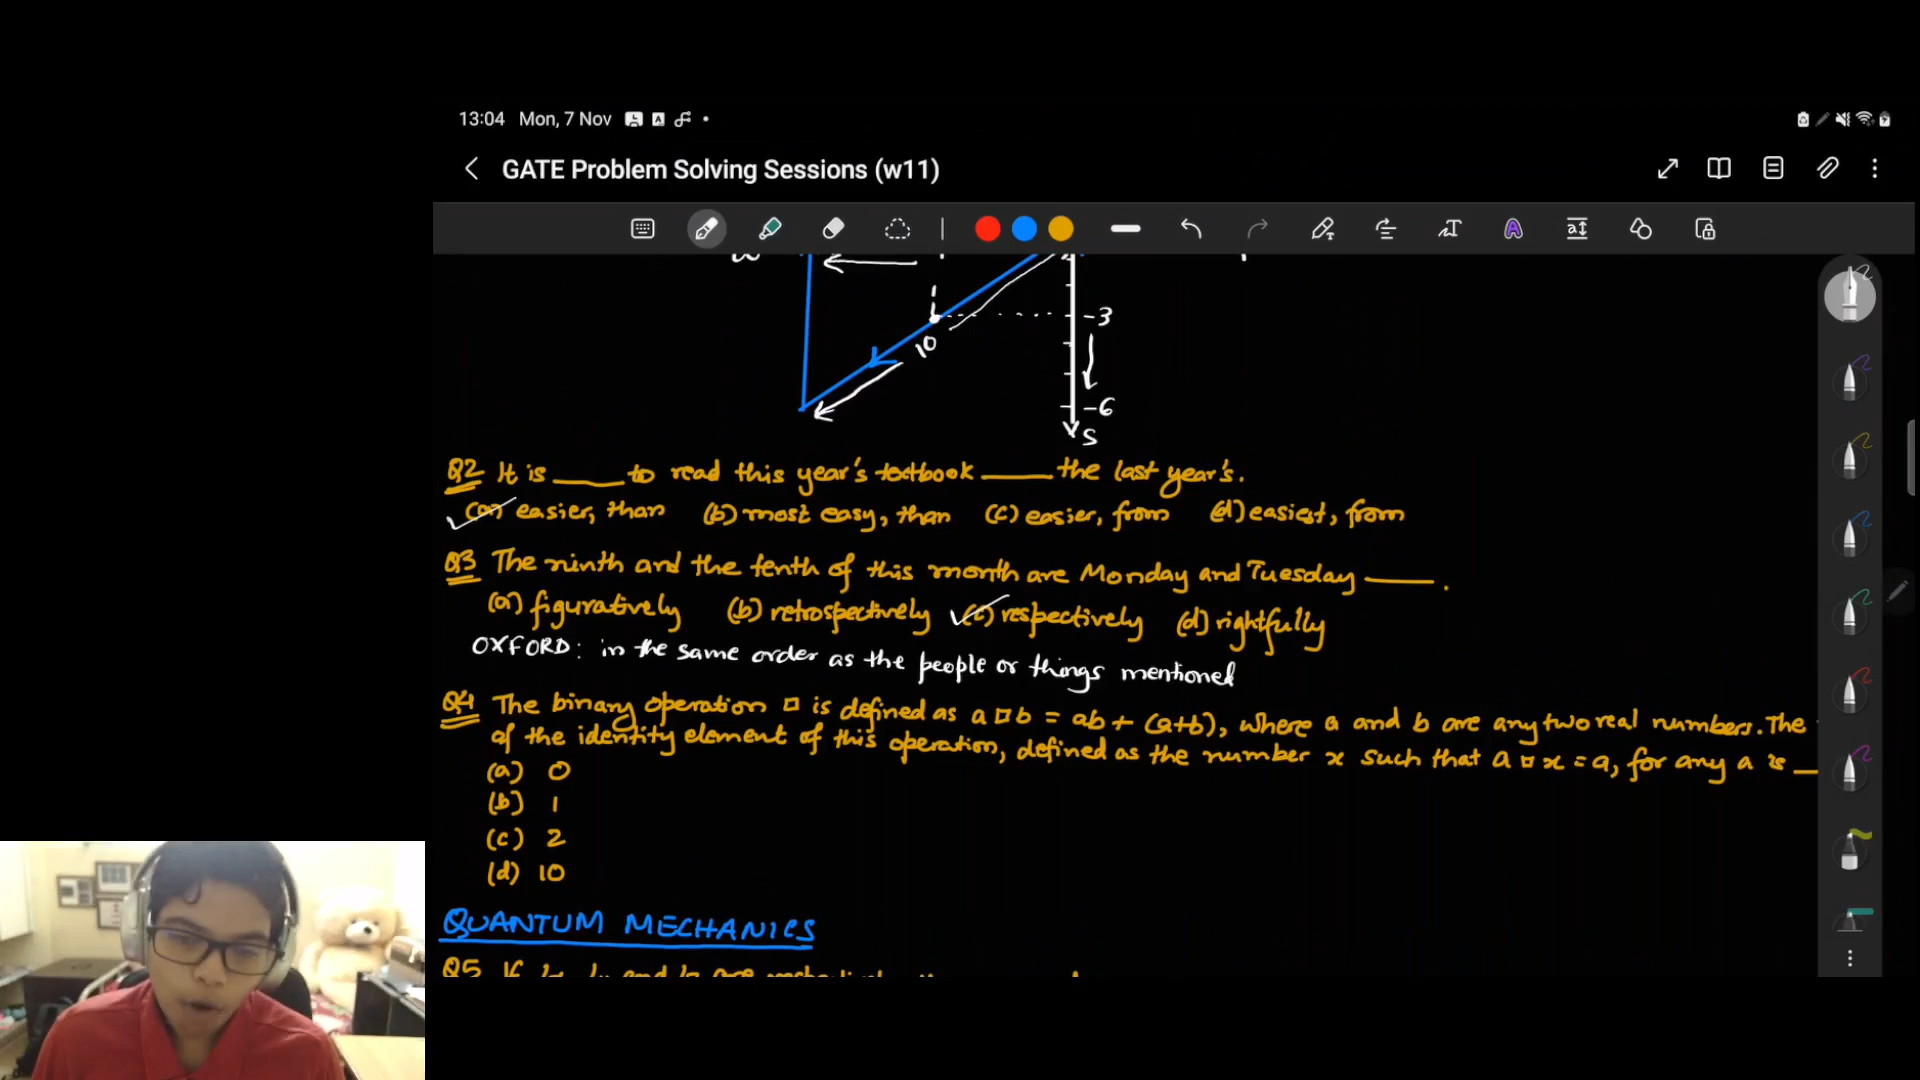 13:04 Mon, 7 Nov
GATE Problem Solving Sessions (w11)
-3
10
-6
S
Q2 It is ____ to read this year's textbook ____ the last year's.
(a) easier, than (b) most easy, than (c) easier, from (d) easiest, from
Q3 The ninth and the tenth of this month are Monday and Tuesday ____.
(a) figuratively (b) retrospectively (c) respectively (d) rightfully
OXFORD: in the same order as the people or things mentioned
Q4 The binary operation □ is defined as a □ b = ab + (a+b), where a and b are any two real numbers. The
of the identity element of this operation, defined as the number x such that a □ x = a, for any a is __
(a) 0
(b) 1
(c) 2
(d) 10
QUANTUM MECHANICS
Q5 If